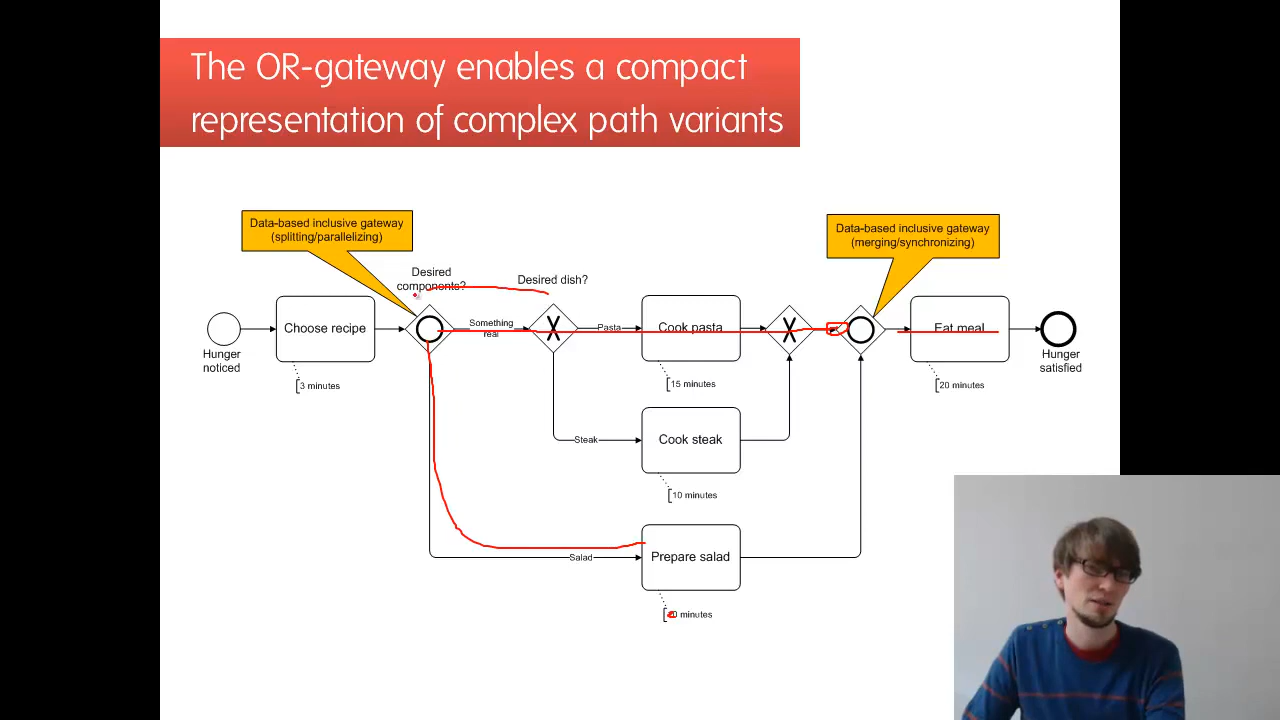 The OR-gateway enables a compact
representation of complex path variants
Data-based inclusive gateway
(splitting/parallelizing)
Data-based inclusive gateway
(merging/synchronizing)
Desired
components?
Desired dish?
Hunger
noticed
Choose recipe
3 minutes
Something
real
Pasta
Cook pasta
15 minutes
Eat meal
20 minutes
Hunger
satisfied
Steak
Cook steak
10 minutes
Salad
Prepare salad
minutes